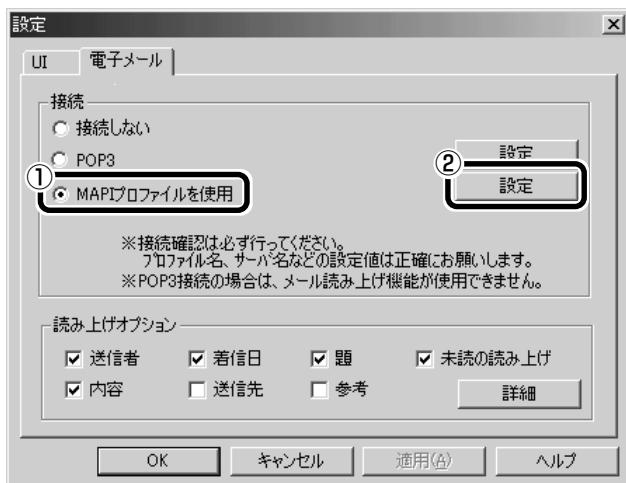 設定
UI 電子メール
接続
接続しない
POP3 設定
①
②
MAPIプロファイルを使用 設定
※接続確認は必ず行ってください。
プロファイル名、サーバ名などの設定値は正確にお願いします。
※POP3接続の場合は、メール読み上げ機能が使用できません。
読み上げオプション
送信者 着信日 題 未読の読み上げ
内容 送信先 参考 詳細
OK キャンセル 適用(A) ヘルプ